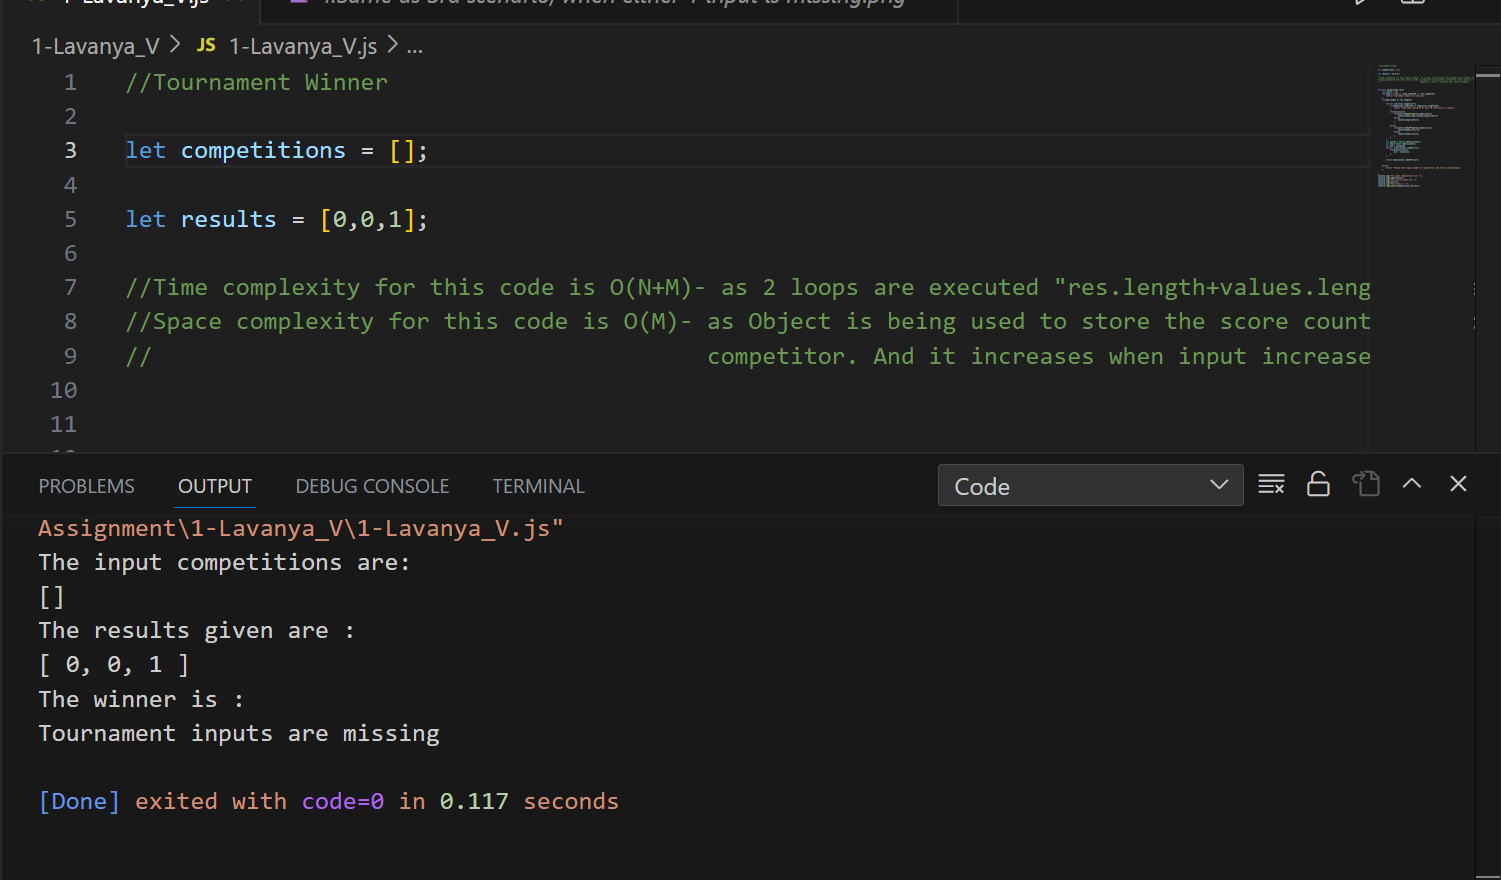 1-Lavanya_V.js
1-Lavanya_V > JS 1-Lavanya_V.js > ...
1 //Tournament Winner
2
3 let competitions = [];
4
5 let results = [0,0,1];
6
7 //Time complexity for this code is O(N+M)- as 2 loops are executed "res.length+values.leng
8 //Space complexity for this code is O(M)- as Object is being used to store the score count
9 // competitor. And it increases when input increase
10
11
PROBLEMS OUTPUT DEBUG CONSOLE TERMINAL Code
Assignment\1-Lavanya_V\1-Lavanya_V.js"
The input competitions are:
[]
The results given are :
[ 0, 0, 1 ]
The winner is :
Tournament inputs are missing
[Done] exited with code=0 in 0.117 seconds